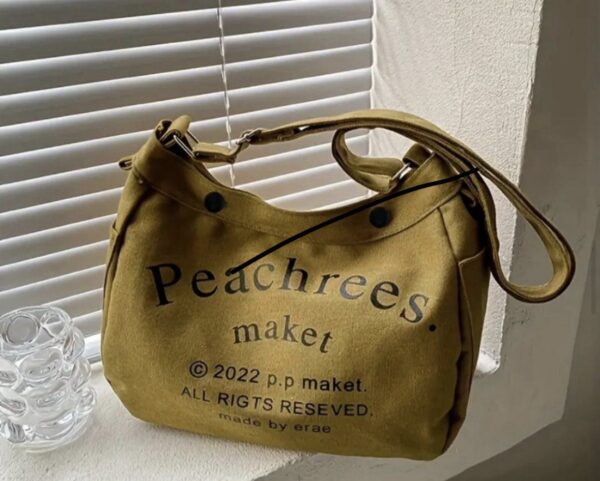 Peachrees.
maket
© 2022 p.p maket.
ALL RIGTS RESEVED.
made by erae